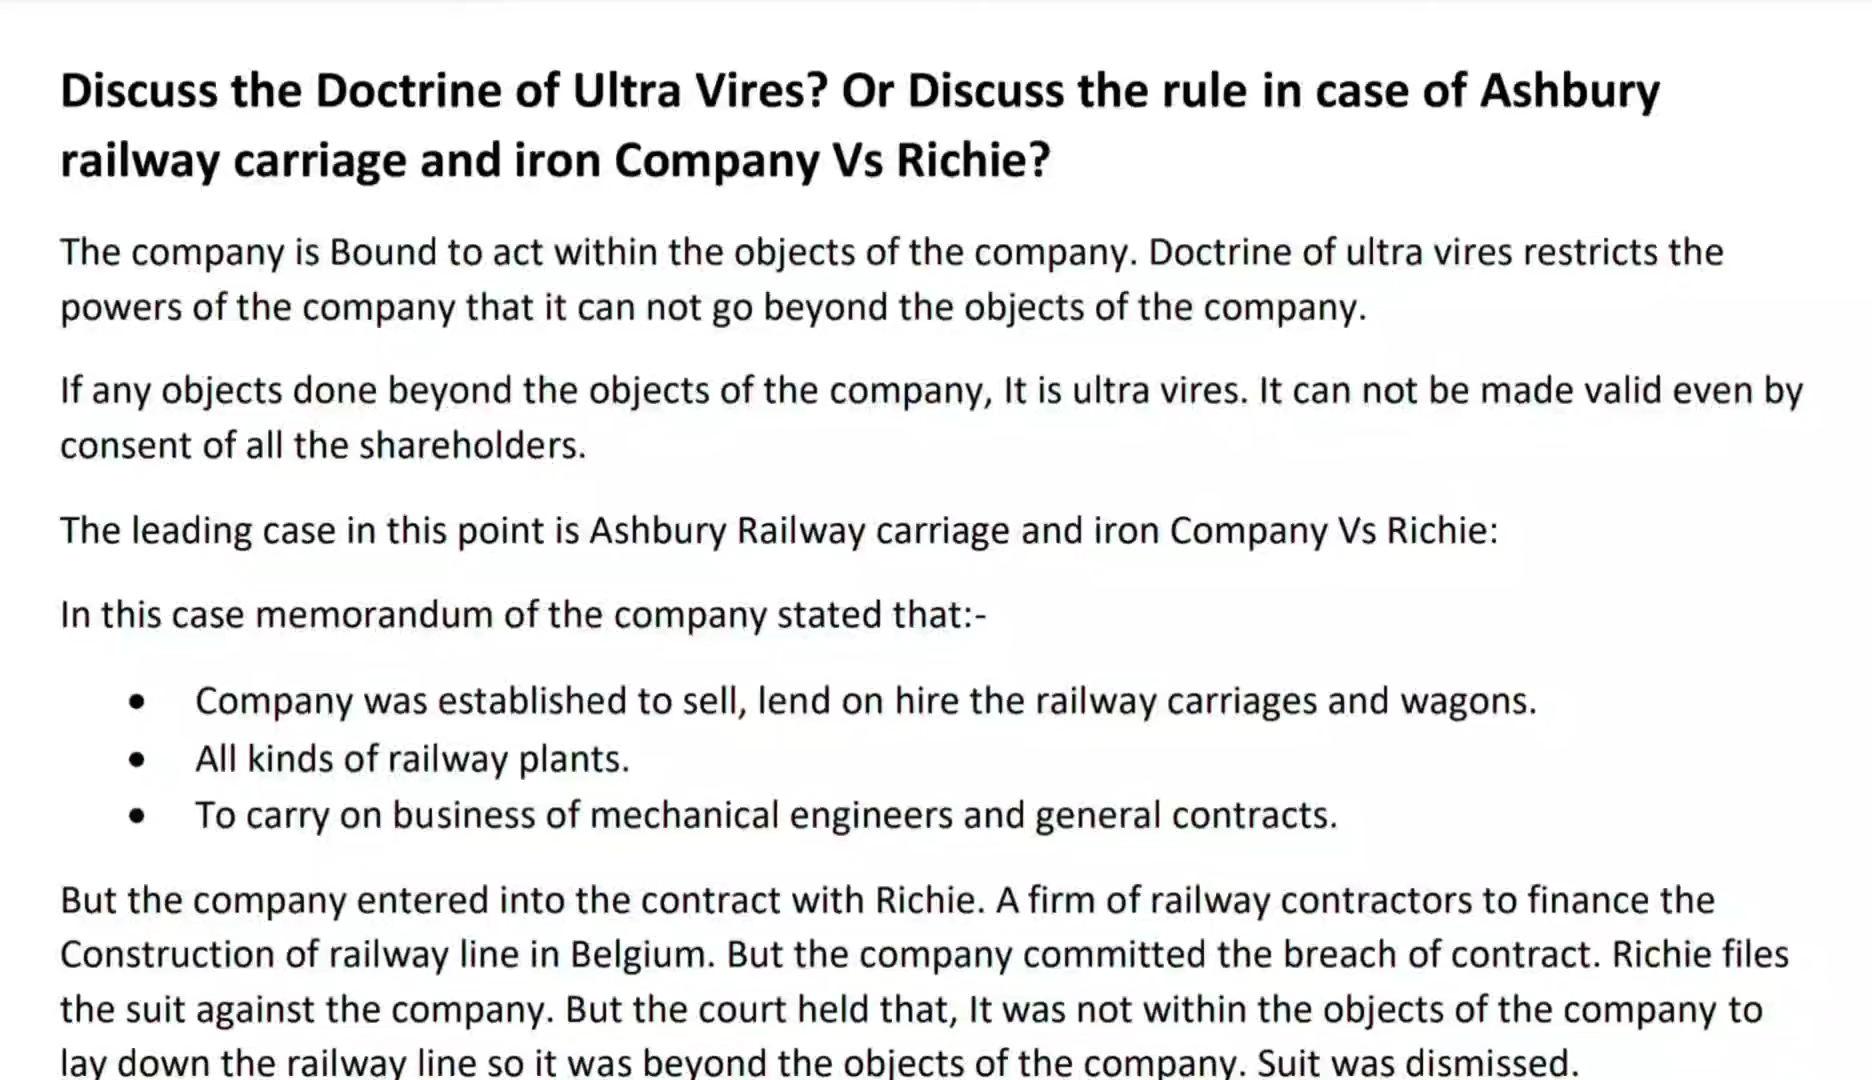 Discuss the Doctrine of Ultra Vires? Or Discuss the rule in case of Ashbury
railway carriage and iron Company Vs Richie?
The company is Bound to act within the objects of the company. Doctrine of ultra vires restricts the
powers of the company that it can not go beyond the objects of the company.
If any objects done beyond the objects of the company, It is ultra vires. It can not be made valid even by
consent of all the shareholders.
The leading case in this point is Ashbury Railway carriage and iron Company Vs Richie:
In this case memorandum of the company stated that:-
• Company was established to sell, lend on hire the railway carriages and wagons.
• All kinds of railway plants.
• To carry on business of mechanical engineers and general contracts.
But the company entered into the contract with Richie. A firm of railway contractors to finance the
Construction of railway line in Belgium. But the company committed the breach of contract. Richie files
the suit against the company. But the court held that, It was not within the objects of the company to
lay down the railway line so it was beyond the objects of the company. Suit was dismissed.